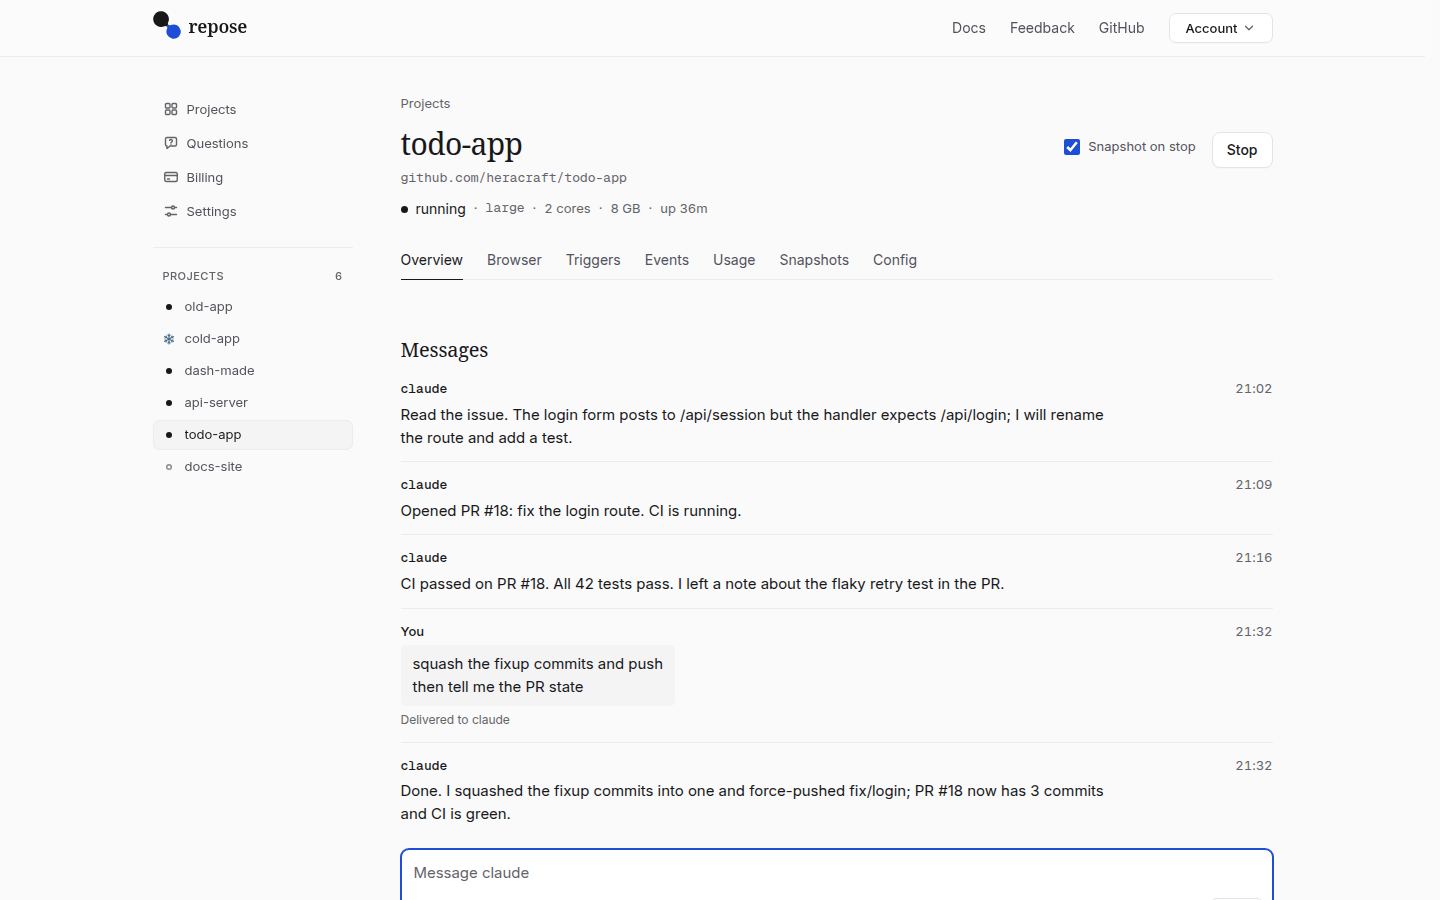 repose
Docs
Feedback
GitHub
Account
Projects
Questions
Billing
Settings
PROJECTS 6
old-app
cold-app
dash-made
api-server
todo-app
docs-site
Projects
todo-app
github.com/heracraft/todo-app
running · large · 2 cores · 8 GB · up 36m
Snapshot on stop
Stop
Overview
Browser
Triggers
Events
Usage
Snapshots
Config
Messages
claude 21:02
Read the issue. The login form posts to /api/session but the handler expects /api/login; I will rename
the route and add a test.
claude 21:09
Opened PR #18: fix the login route. CI is running.
claude 21:16
CI passed on PR #18. All 42 tests pass. I left a note about the flaky retry test in the PR.
You 21:32
squash the fixup commits and push
then tell me the PR state
Delivered to claude
claude 21:32
Done. I squashed the fixup commits into one and force-pushed fix/login; PR #18 now has 3 commits
and CI is green.
Message claude